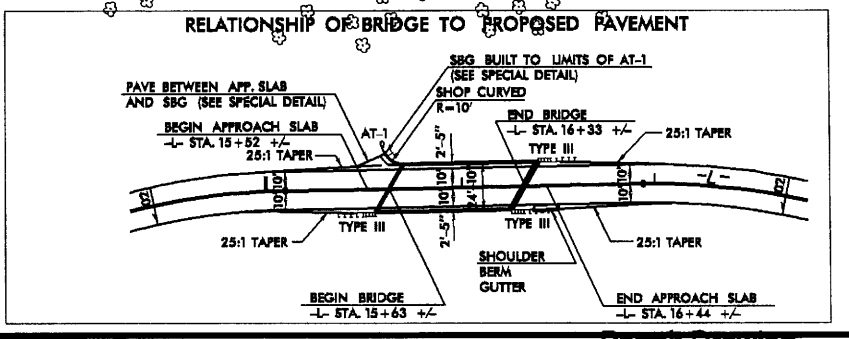 RELATIONSHIP OF BRIDGE TO PROPOSED PAVEMENT
SBG BUILT TO LIMITS OF AT-1
(SEE SPECIAL DETAIL)
PAVE BETWEEN APP. SLAB
AND SBG (SEE SPECIAL DETAIL)
SHOP CURVED
R=10'
BEGIN APPROACH SLAB
-L- STA. 15+52 +/-
AT-1
END BRIDGE
-L- STA. 16+33 +/-
25:1 TAPER
2'-5"
TYPE III
25:1 TAPER
20'
10'
10'
10'
10'
24'-10"
10'
10'
-L-
20'
TYPE III
2'-5"
TYPE III
25:1 TAPER
25:1 TAPER
SHOULDER
BERM
GUTTER
BEGIN BRIDGE
-L- STA. 15+63 +/-
END APPROACH SLAB
-L- STA. 16+44 +/-